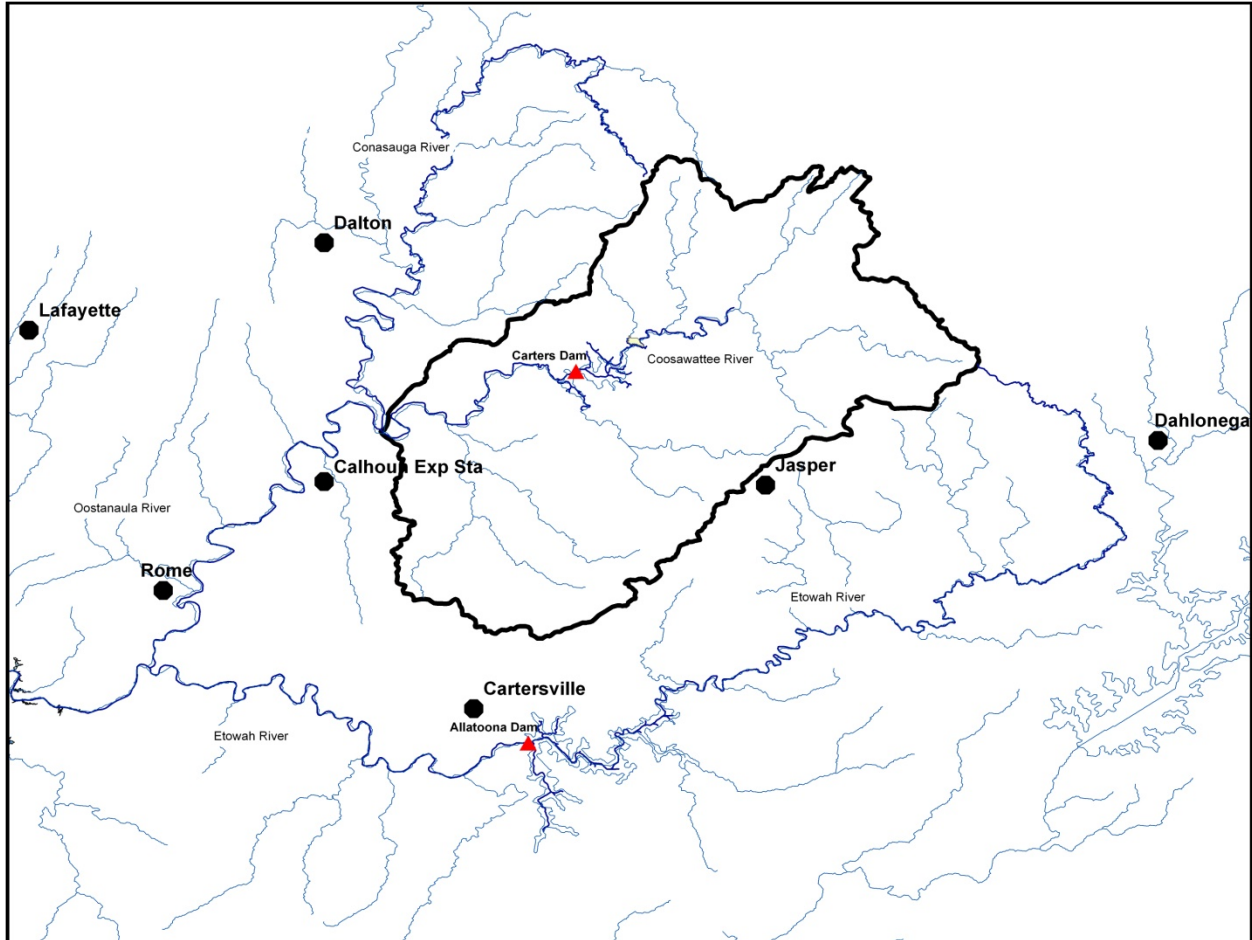 Conasauga River
Dalton
Lafayette
Carters Dam
Coosawattee River
Dahlonega
Calhoun Exp Sta
Jasper
Oostanaula River
Rome
Etowah River
Cartersville
Allatoona Dam
Etowah River